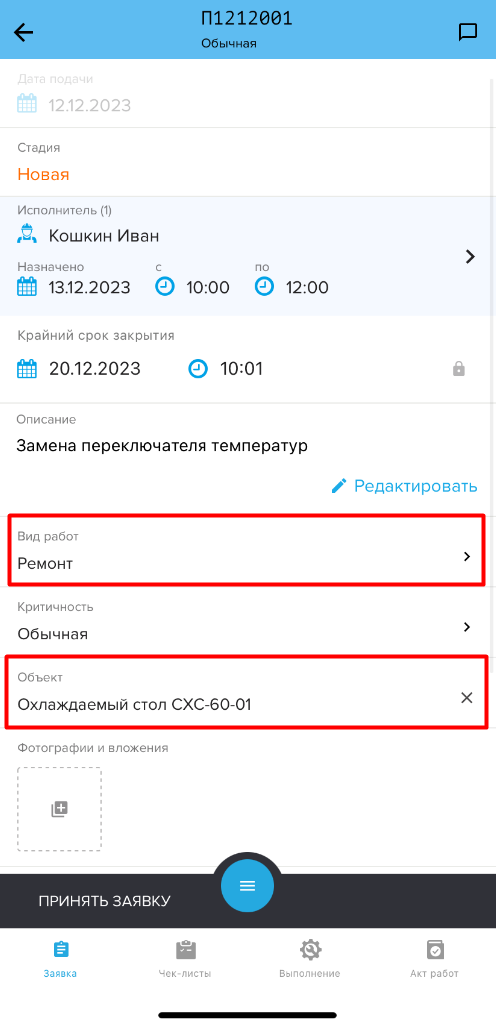 П1212001
Обычная
Дата подачи
12.12.2023
Стадия
Новая
Исполнитель (1)
Кошкин Иван
Назначено с по
13.12.2023 10:00 12:00
Крайний срок закрытия
20.12.2023 10:01
Описание
Замена переключателя температур
Редактировать
Вид работ
Ремонт
Критичность
Обычная
Объект
Охлаждаемый стол СХС-60-01
Фотографии и вложения
ПРИНЯТЬ ЗАЯВКУ
Заявка Чек-листы Выполнение Акт работ